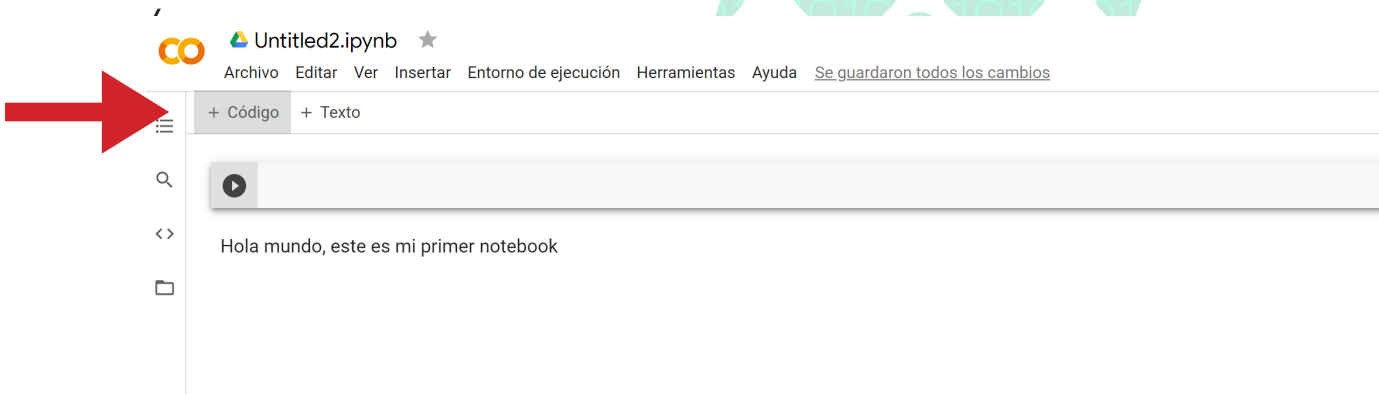 Untitled2.ipynb
Archivo Editar Ver Insertar Entorno de ejecución Herramientas Ayuda Se guardaron todos los cambios
+ Código + Texto
Hola mundo, este es mi primer notebook